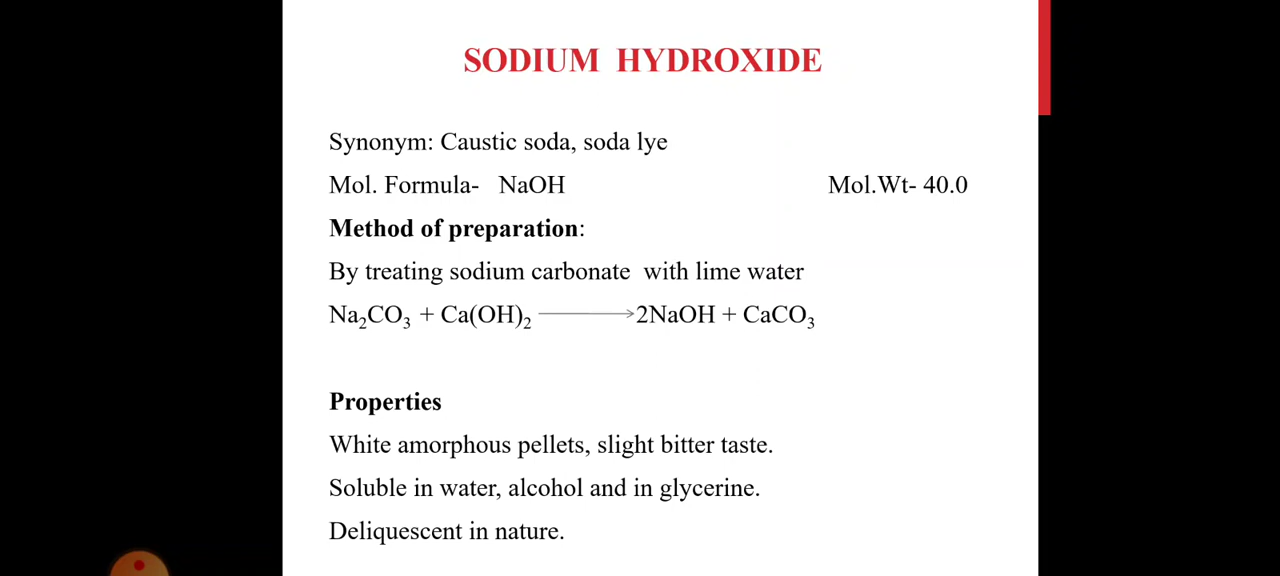 SODIUM HYDROXIDE
Synonym: Caustic soda, soda lye
Mol. Formula- NaOH Mol.Wt- 40.0
Method of preparation:
By treating sodium carbonate with lime water
Na₂CO₃ + Ca(OH)₂ ⟶ 2NaOH + CaCO₃
Properties
White amorphous pellets, slight bitter taste.
Soluble in water, alcohol and in glycerine.
Deliquescent in nature.